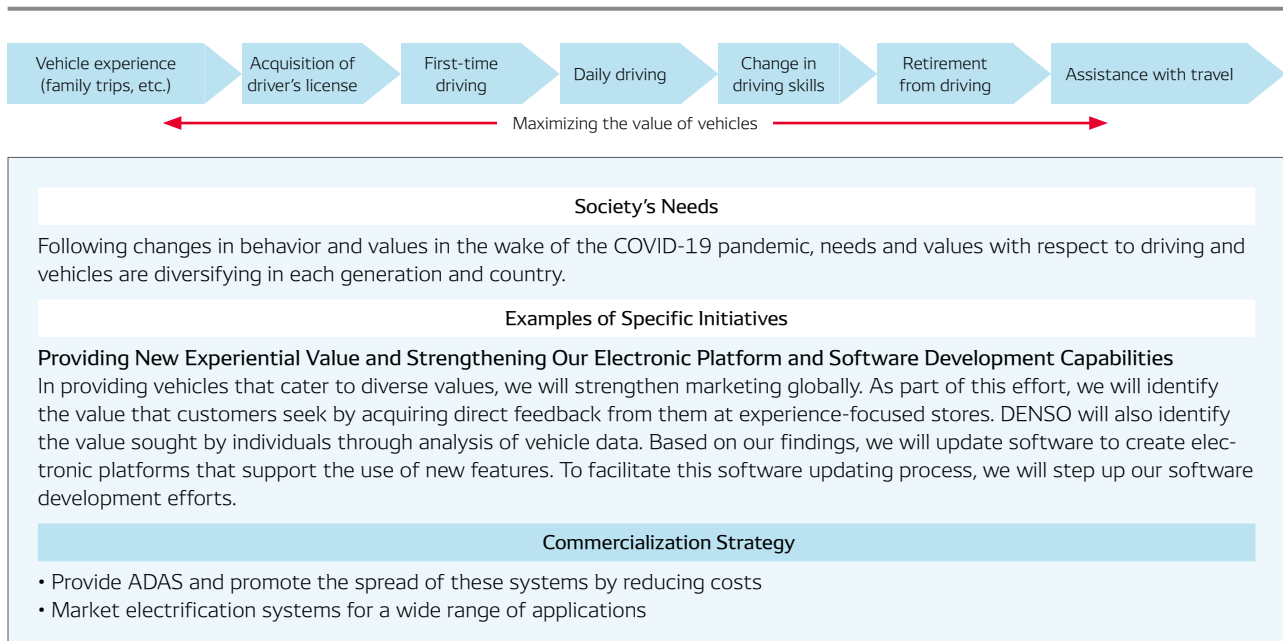 Vehicle experience
(family trips, etc.)
Acquisition of
driver's license
First-time
driving
Daily driving
Change in
driving skills
Retirement
from driving
Assistance with travel
Maximizing the value of vehicles
Society's Needs
Following changes in behavior and values in the wake of the COVID-19 pandemic, needs and values with respect to driving and
vehicles are diversifying in each generation and country.
Examples of Specific Initiatives
Providing New Experiential Value and Strengthening Our Electronic Platform and Software Development Capabilities
In providing vehicles that cater to diverse values, we will strengthen marketing globally. As part of this effort, we will identify
the value that customers seek by acquiring direct feedback from them at experience-focused stores. DENSO will also identify
the value sought by individuals through analysis of vehicle data. Based on our findings, we will update software to create elec-
tronic platforms that support the use of new features. To facilitate this software updating process, we will step up our software
development efforts.
Commercialization Strategy
• Provide ADAS and promote the spread of these systems by reducing costs
• Market electrification systems for a wide range of applications